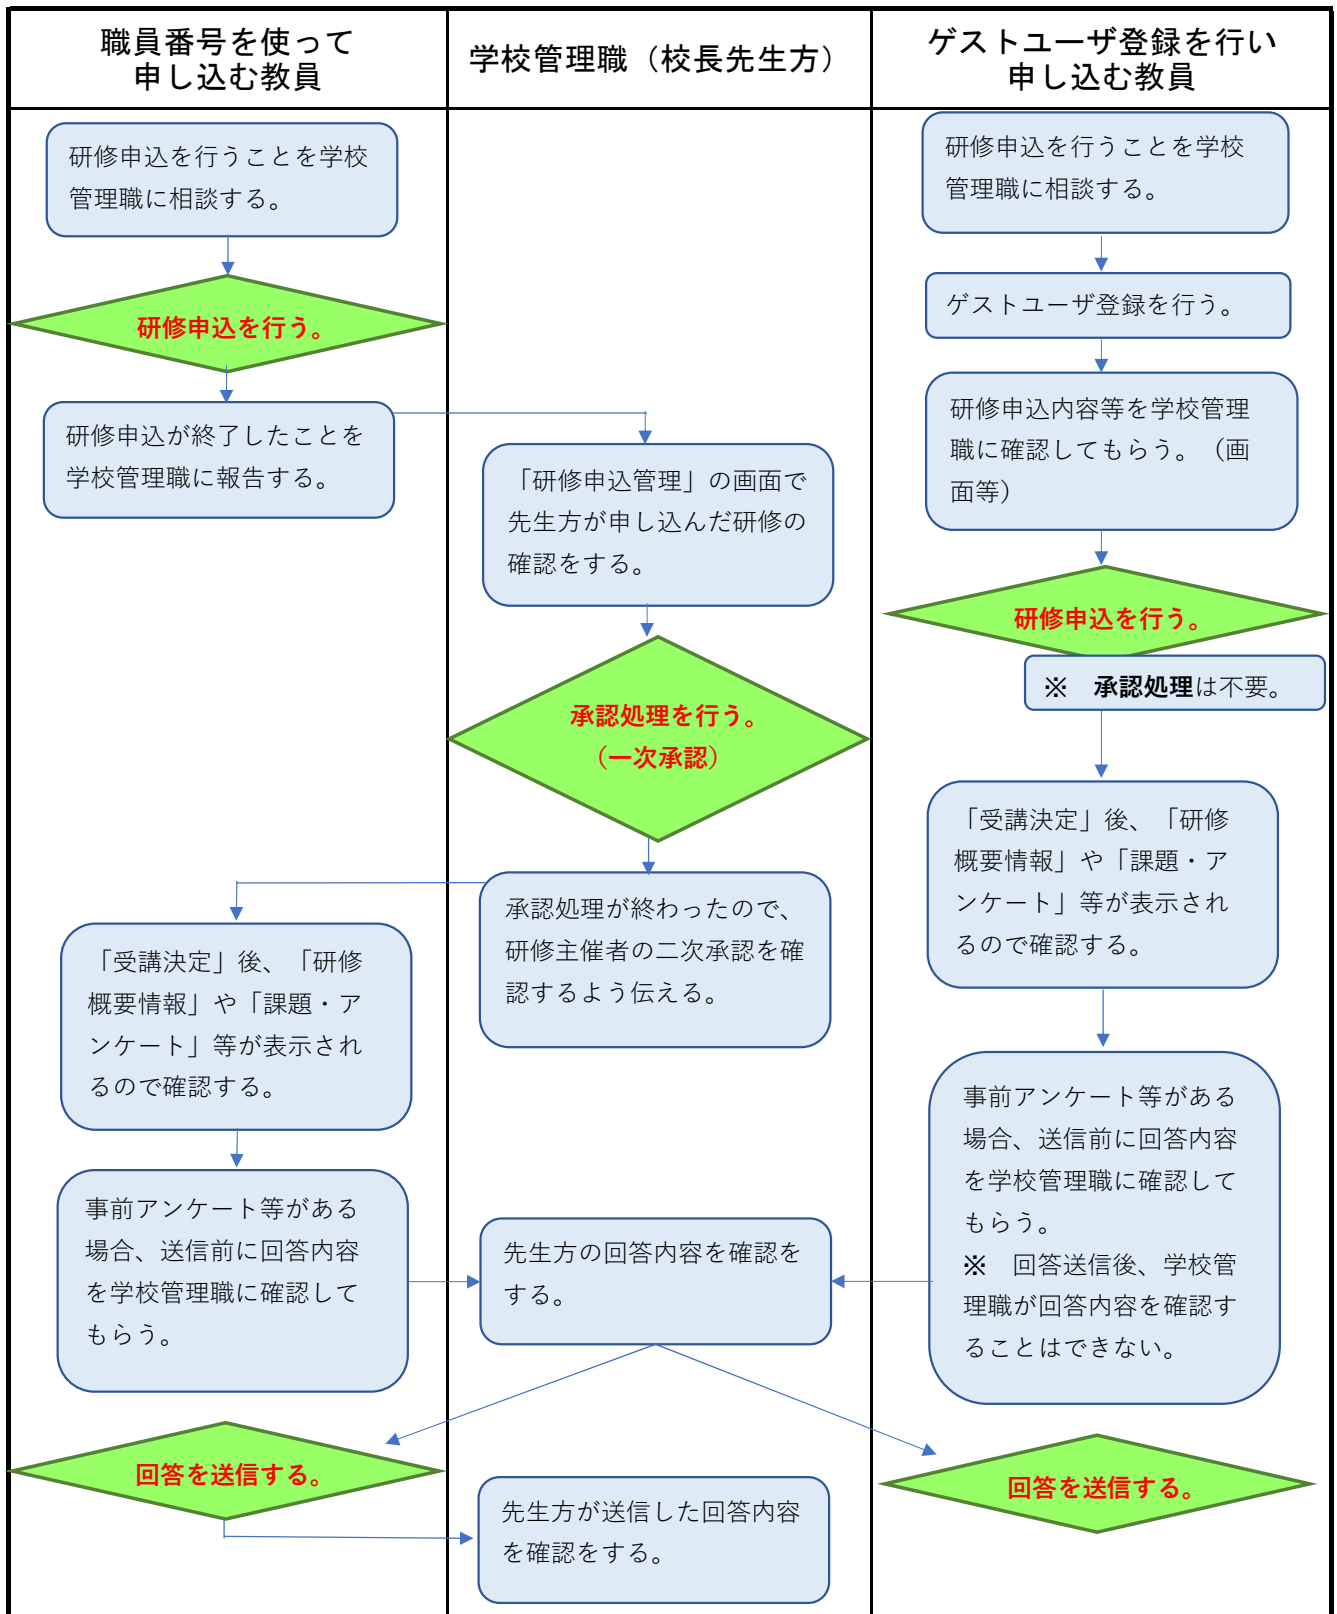 職員番号を使って
申し込む教員
学校管理職（校長先生方）
ゲストユーザ登録を行い
申し込む教員
研修申込を行うことを学校
管理職に相談する。
研修申込を行う。
研修申込が終了したことを
学校管理職に報告する。
「研修申込管理」の画面で
先生方が申し込んだ研修の
確認をする。
承認処理を行う。
（一次承認）
承認処理が終わったので、
研修主催者の二次承認を確
認するよう伝える。
「受講決定」後、「研修
概要情報」や「課題・ア
ンケート」等が表示され
るので確認する。
事前アンケート等がある
場合、送信前に回答内容
を学校管理職に確認して
もらう。
先生方の回答内容を確認を
する。
回答を送信する。
先生方が送信した回答内容
を確認をする。
研修申込を行うことを学校
管理職に相談する。
ゲストユーザ登録を行う。
研修申込内容等を学校管理
職に確認してもらう。（画
面等）
研修申込を行う。
※　承認処理は不要。
「受講決定」後、「研修
概要情報」や「課題・ア
ンケート」等が表示され
るので確認する。
事前アンケート等がある
場合、送信前に回答内容
を学校管理職に確認して
もらう。
※　回答送信後、学校管
理職が回答内容を確認す
ることはできない。
回答を送信する。